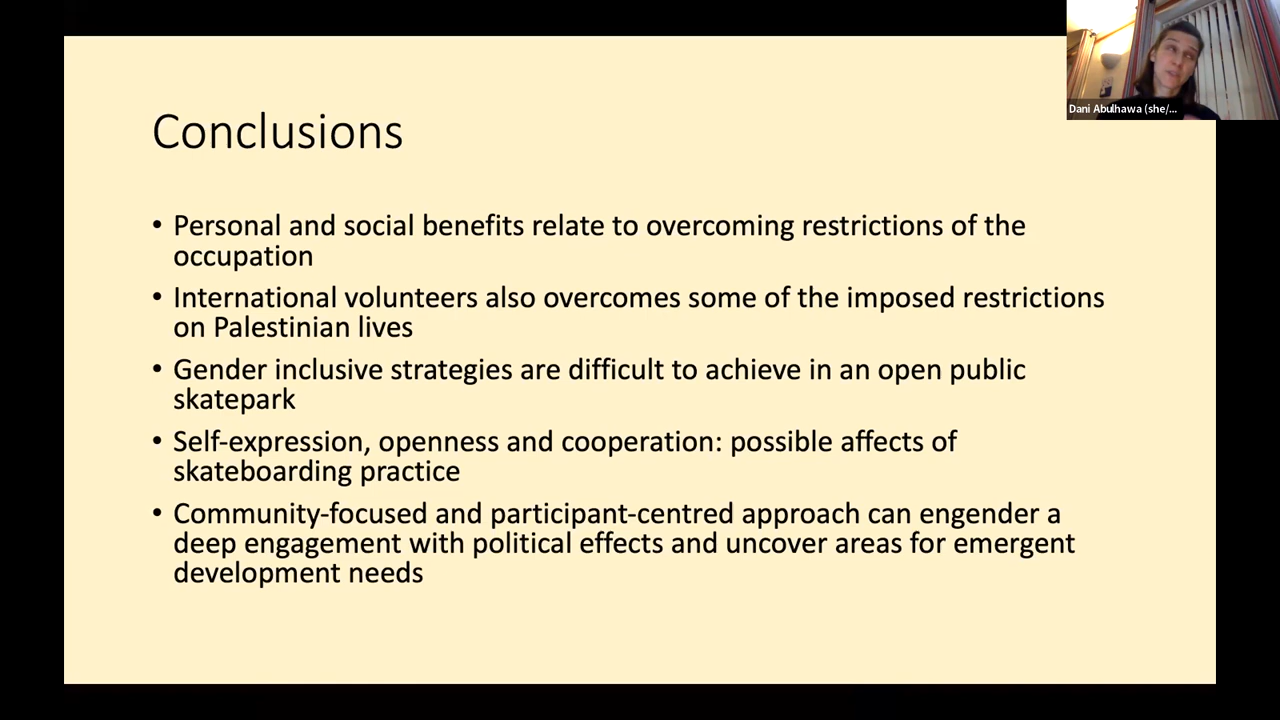 Dani Abulhawa (she/...
Conclusions
• Personal and social benefits relate to overcoming restrictions of the
occupation
• International volunteers also overcomes some of the imposed restrictions
on Palestinian lives
• Gender inclusive strategies are difficult to achieve in an open public
skatepark
• Self-expression, openness and cooperation: possible affects of
skateboarding practice
• Community-focused and participant-centred approach can engender a
deep engagement with political effects and uncover areas for emergent
development needs